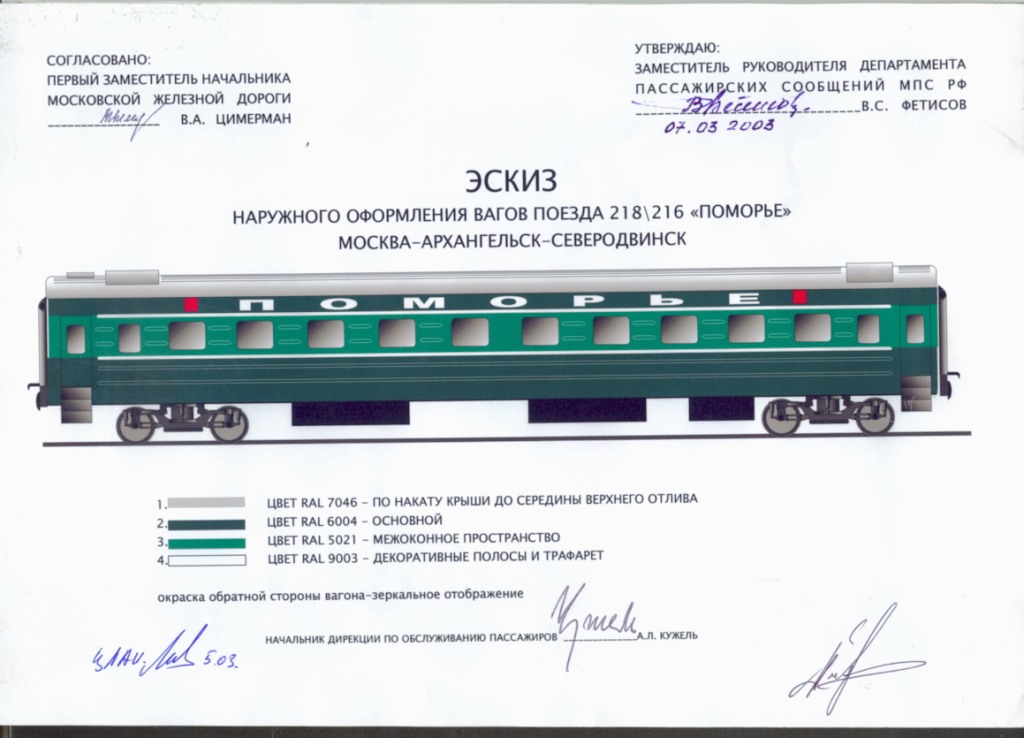 СОГЛАСОВАНО:
ПЕРВЫЙ ЗАМЕСТИТЕЛЬ НАЧАЛЬНИКА
МОСКОВСКОЙ ЖЕЛЕЗНОЙ ДОРОГИ
В.А. ЦИМЕРМАН
УТВЕРЖДАЮ:
ЗАМЕСТИТЕЛЬ РУКОВОДИТЕЛЯ ДЕПАРТАМЕНТА
ПАССАЖИРСКИХ СООБЩЕНИЙ МПС РФ
В.С. ФЕТИСОВ
07.03 2003
ЭСКИЗ
НАРУЖНОГО ОФОРМЛЕНИЯ ВАГОВ ПОЕЗДА 218\216 «ПОМОРЬЕ»
МОСКВА-АРХАНГЕЛЬСК-СЕВЕРОДВИНСК
ПОМОРЬЕ
1. ЦВЕТ RAL 7046 - ПО НАКАТУ КРЫШИ ДО СЕРЕДИНЫ ВЕРХНЕГО ОТЛИВА
2. ЦВЕТ RAL 6004 - ОСНОВНОЙ
3. ЦВЕТ RAL 5021 - МЕЖОКОННОЕ ПРОСТРАНСТВО
4. ЦВЕТ RAL 9003 - ДЕКОРАТИВНЫЕ ПОЛОСЫ И ТРАФАРЕТ
окраска обратной стороны вагона-зеркальное отображение
НАЧАЛЬНИК ДИРЕКЦИИ ПО ОБСЛУЖИВАНИЮ ПАССАЖИРОВ А.Л. КУЖЕЛЬ
5.03.